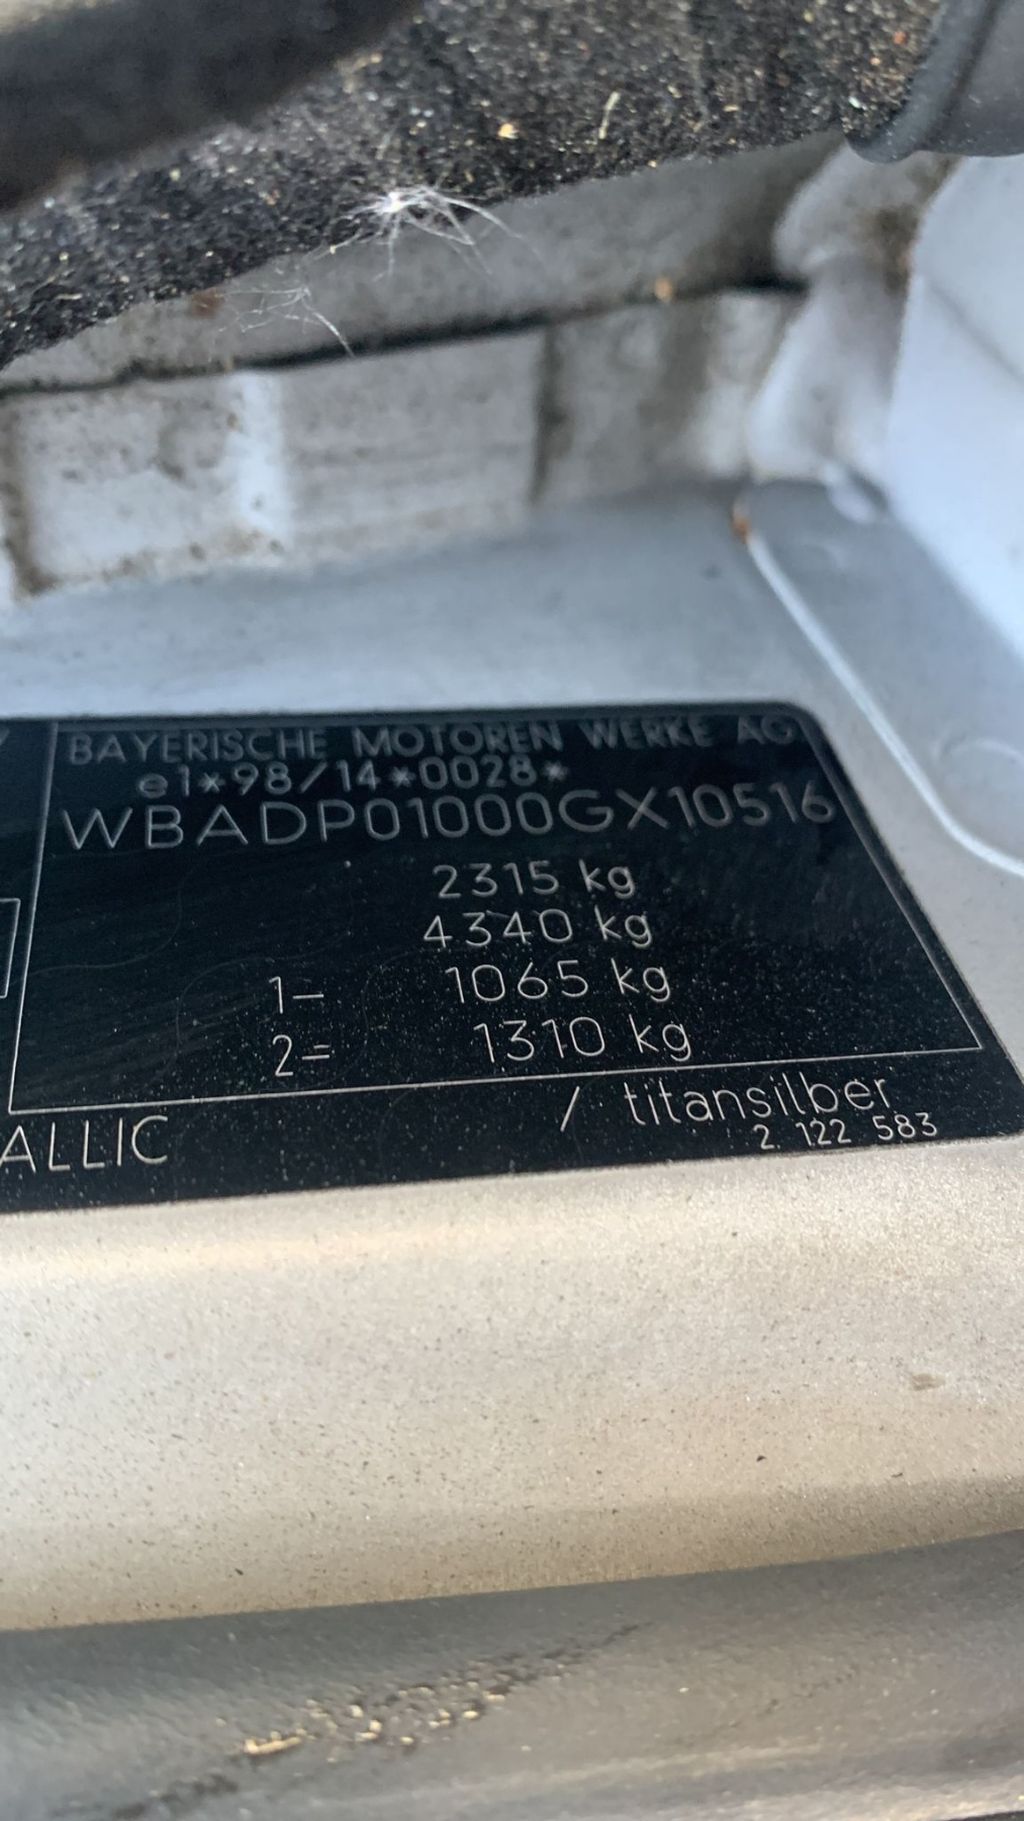 BAYERISCHE MOTOREN WERKE AG
e1*98/14*0028*
WBADP01000GX10516
2315 kg
4340 kg
1– 1065 kg
2= 1310 kg
ALLIC / titansilber
2 122 583